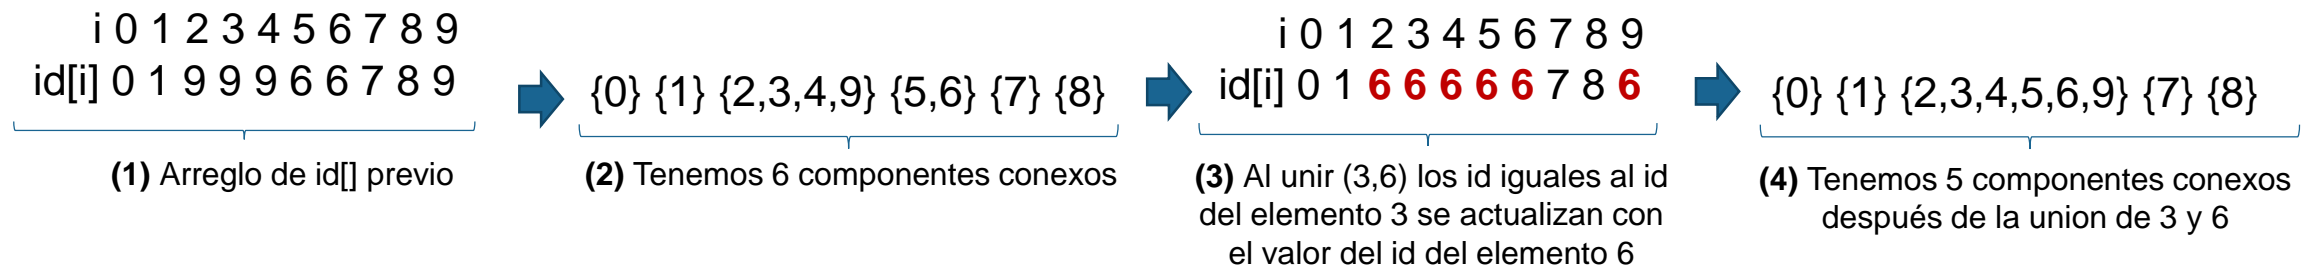 i 0 1 2 3 4 5 6 7 8 9
id[i] 0 1 9 9 9 6 6 7 8 9
(1) Arreglo de id[] previo
{0} {1} {2,3,4,9} {5,6} {7} {8}
(2) Tenemos 6 componentes conexos
i 0 1 2 3 4 5 6 7 8 9
id[i] 0 1 6 6 6 6 6 7 8 6
(3) Al unir (3,6) los id iguales al id
del elemento 3 se actualizan con
el valor del id del elemento 6
{0} {1} {2,3,4,5,6,9} {7} {8}
(4) Tenemos 5 componentes conexos
después de la union de 3 y 6